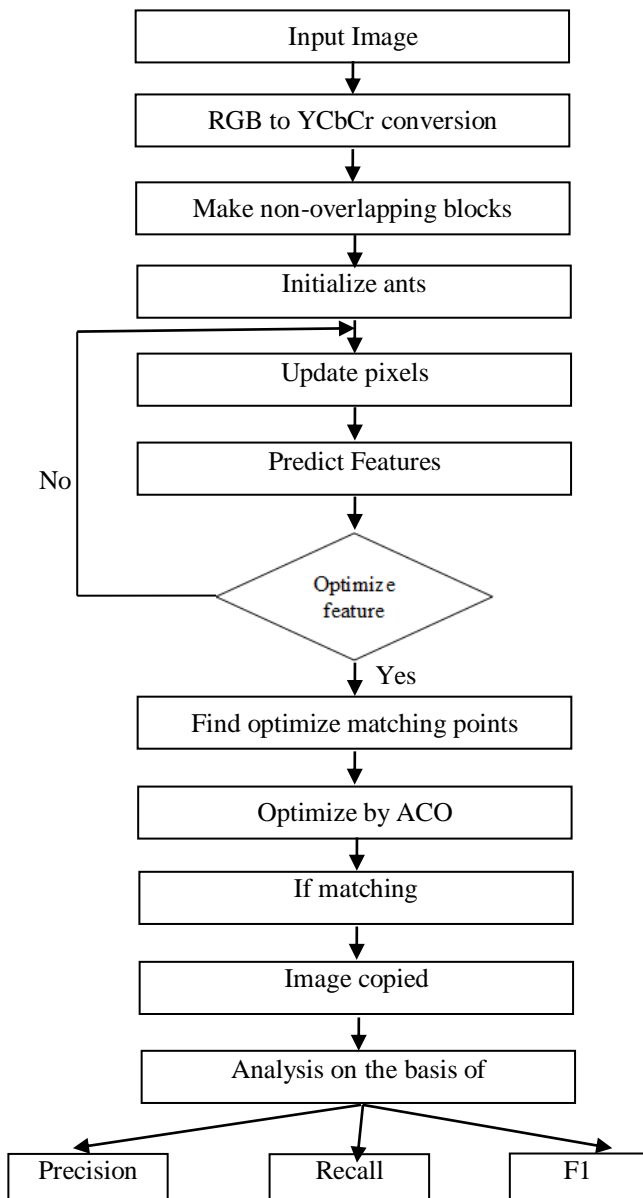 Input Image
RGB to YCbCr conversion
Make non-overlapping blocks
Initialize ants
Update pixels
Predict Features
No
Optimize
feature
Yes
Find optimize matching points
Optimize by ACO
If matching
Image copied
Analysis on the basis of
Precision
Recall
F1